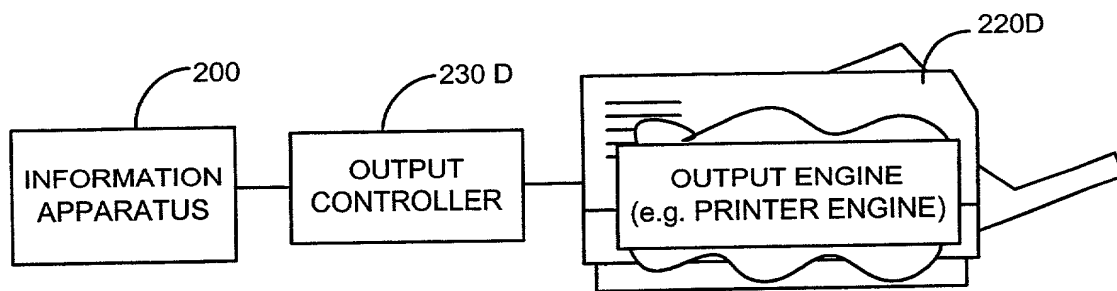 220D
200
230 D
INFORMATION
APPARATUS
OUTPUT
CONTROLLER
OUTPUT ENGINE
(e.g. PRINTER ENGINE)